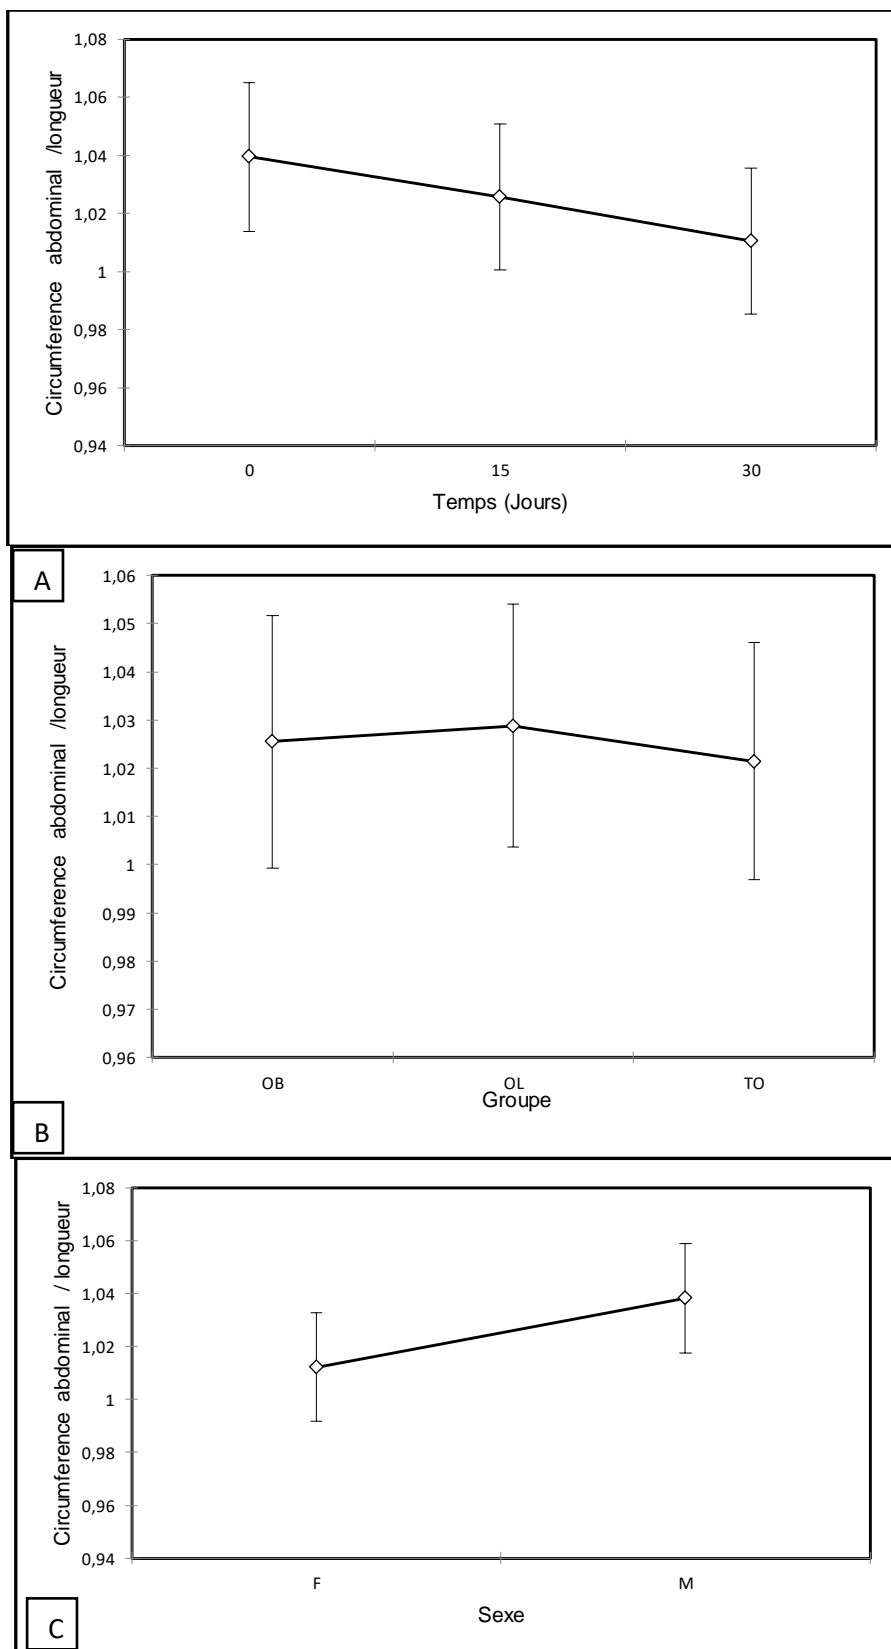 Circumference abdominal /longueur
1,08
1,06
1,04
1,02
1
0,98
0,96
0,94
0 15 30
Temps (Jours)
A
Circumference abdominal /longueur
1,06
1,05
1,04
1,03
1,02
1,01
1
0,99
0,98
0,97
0,96
OB OL TO
Groupe
B
Circumference abdominal / longueur
1,08
1,06
1,04
1,02
1
0,98
0,96
0,94
F M
Sexe
C